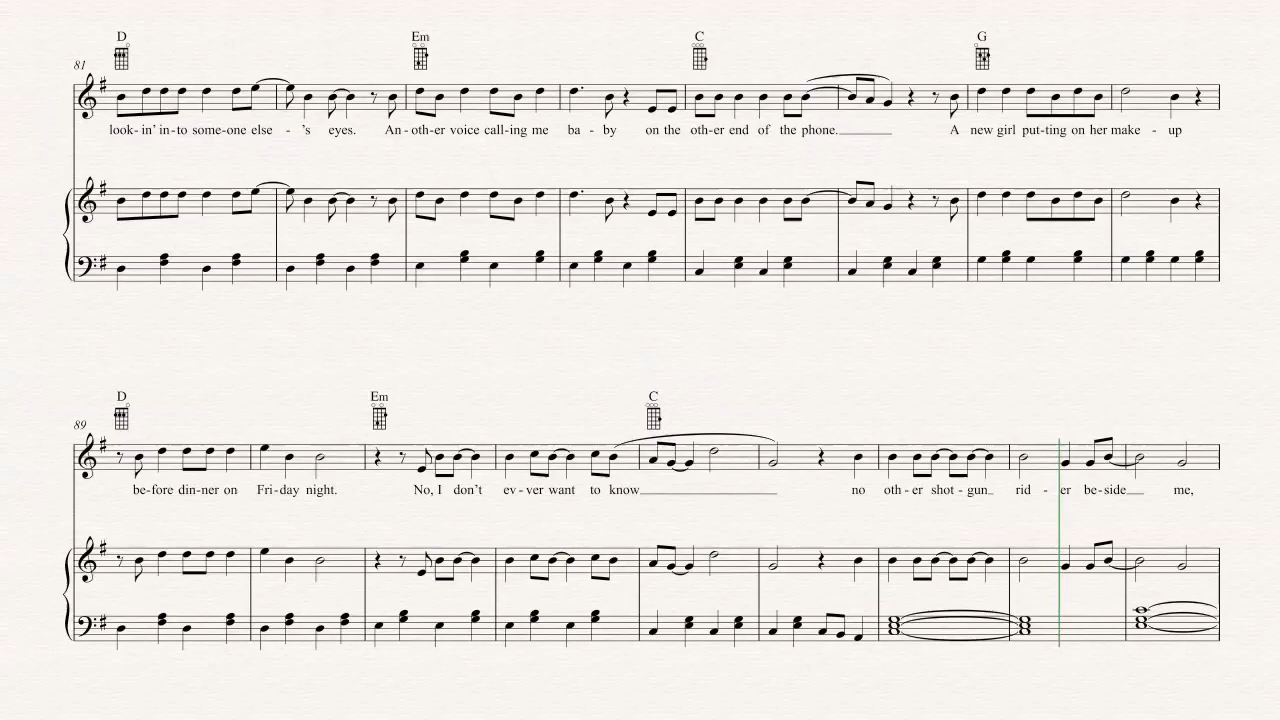 D Em C G
81
look- in' in-to some-one else - 's eyes. An-oth-er voice call-ing me ba - by on the oth-er end of the phone. A new girl put-ting on her make - up
D Em C
89
be-fore din-ner on Fri-day night. No, I don't ev-ver want to know no oth-er shot-gun rid - er be-side me,